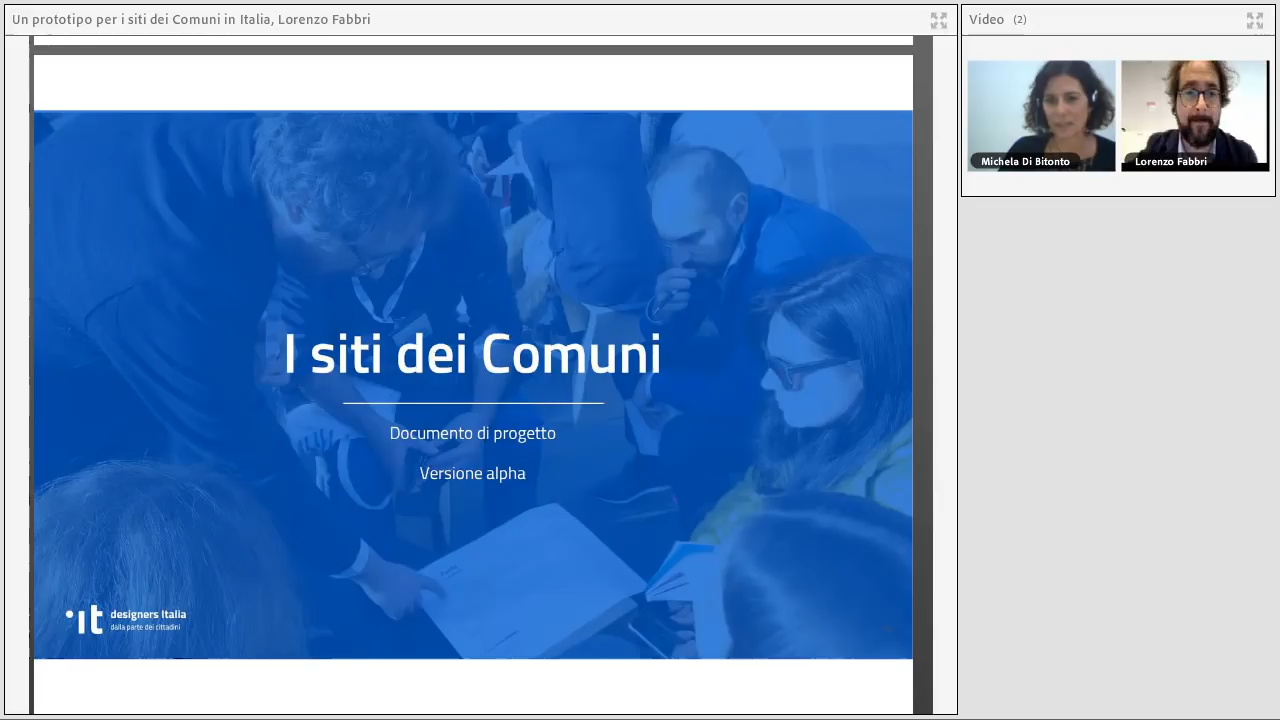 Un prototipo per i siti dei Comuni in Italia, Lorenzo Fabbri
Video (2)
Michela Di Bitonto
Lorenzo Fabbri
I siti dei Comuni
Documento di progetto
Versione alpha
.it designers italia
dalla parte dei cittadini